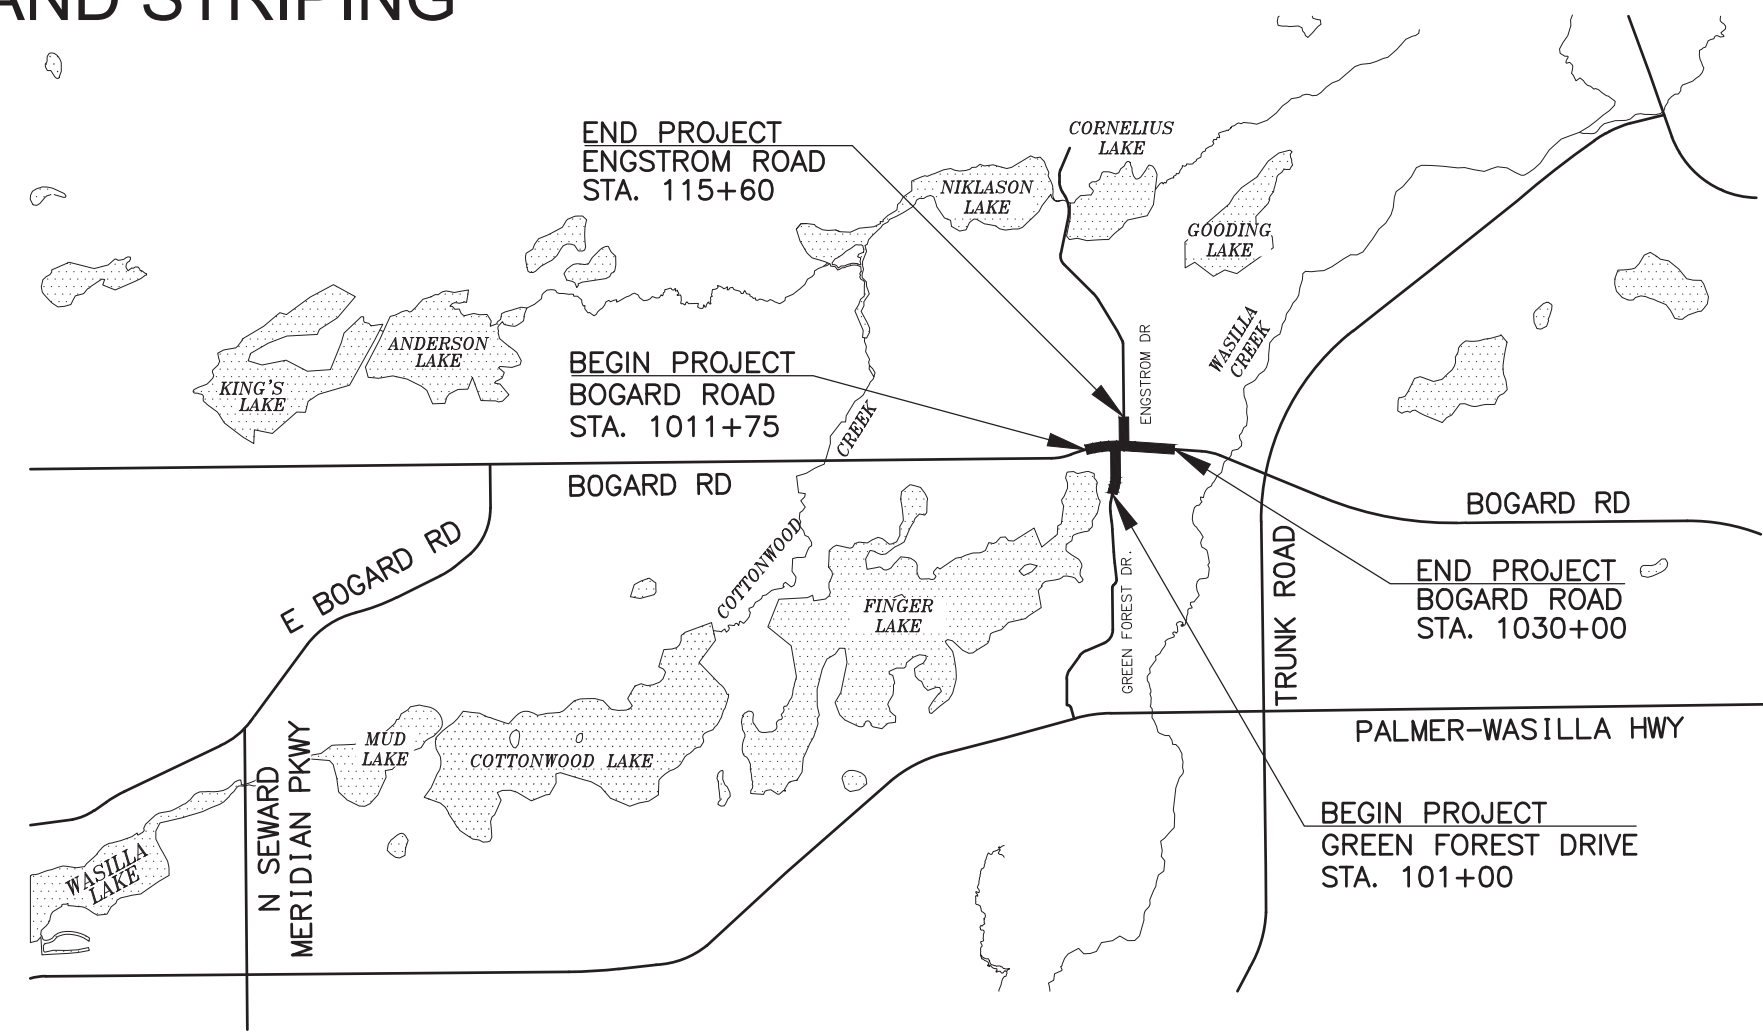 AND STRIPING
END PROJECT
ENGSTROM ROAD
STA. 115+60
CORNELIUS
LAKE
NIKLASON
LAKE
GOODING
LAKE
WASILLA
CREEK
ENGSTROM DR
ANDERSON
LAKE
KING'S
LAKE
BEGIN PROJECT
BOGARD ROAD
STA. 1011+75
CREEK
BOGARD RD
BOGARD RD
E BOGARD RD
COTTONWOOD
FINGER
LAKE
GREEN FOREST DR.
TRUNK ROAD
END PROJECT
BOGARD ROAD
STA. 1030+00
PALMER-WASILLA HWY
MUD
LAKE
COTTONWOOD LAKE
N SEWARD
MERIDIAN PKWY
WASILLA
LAKE
BEGIN PROJECT
GREEN FOREST DRIVE
STA. 101+00